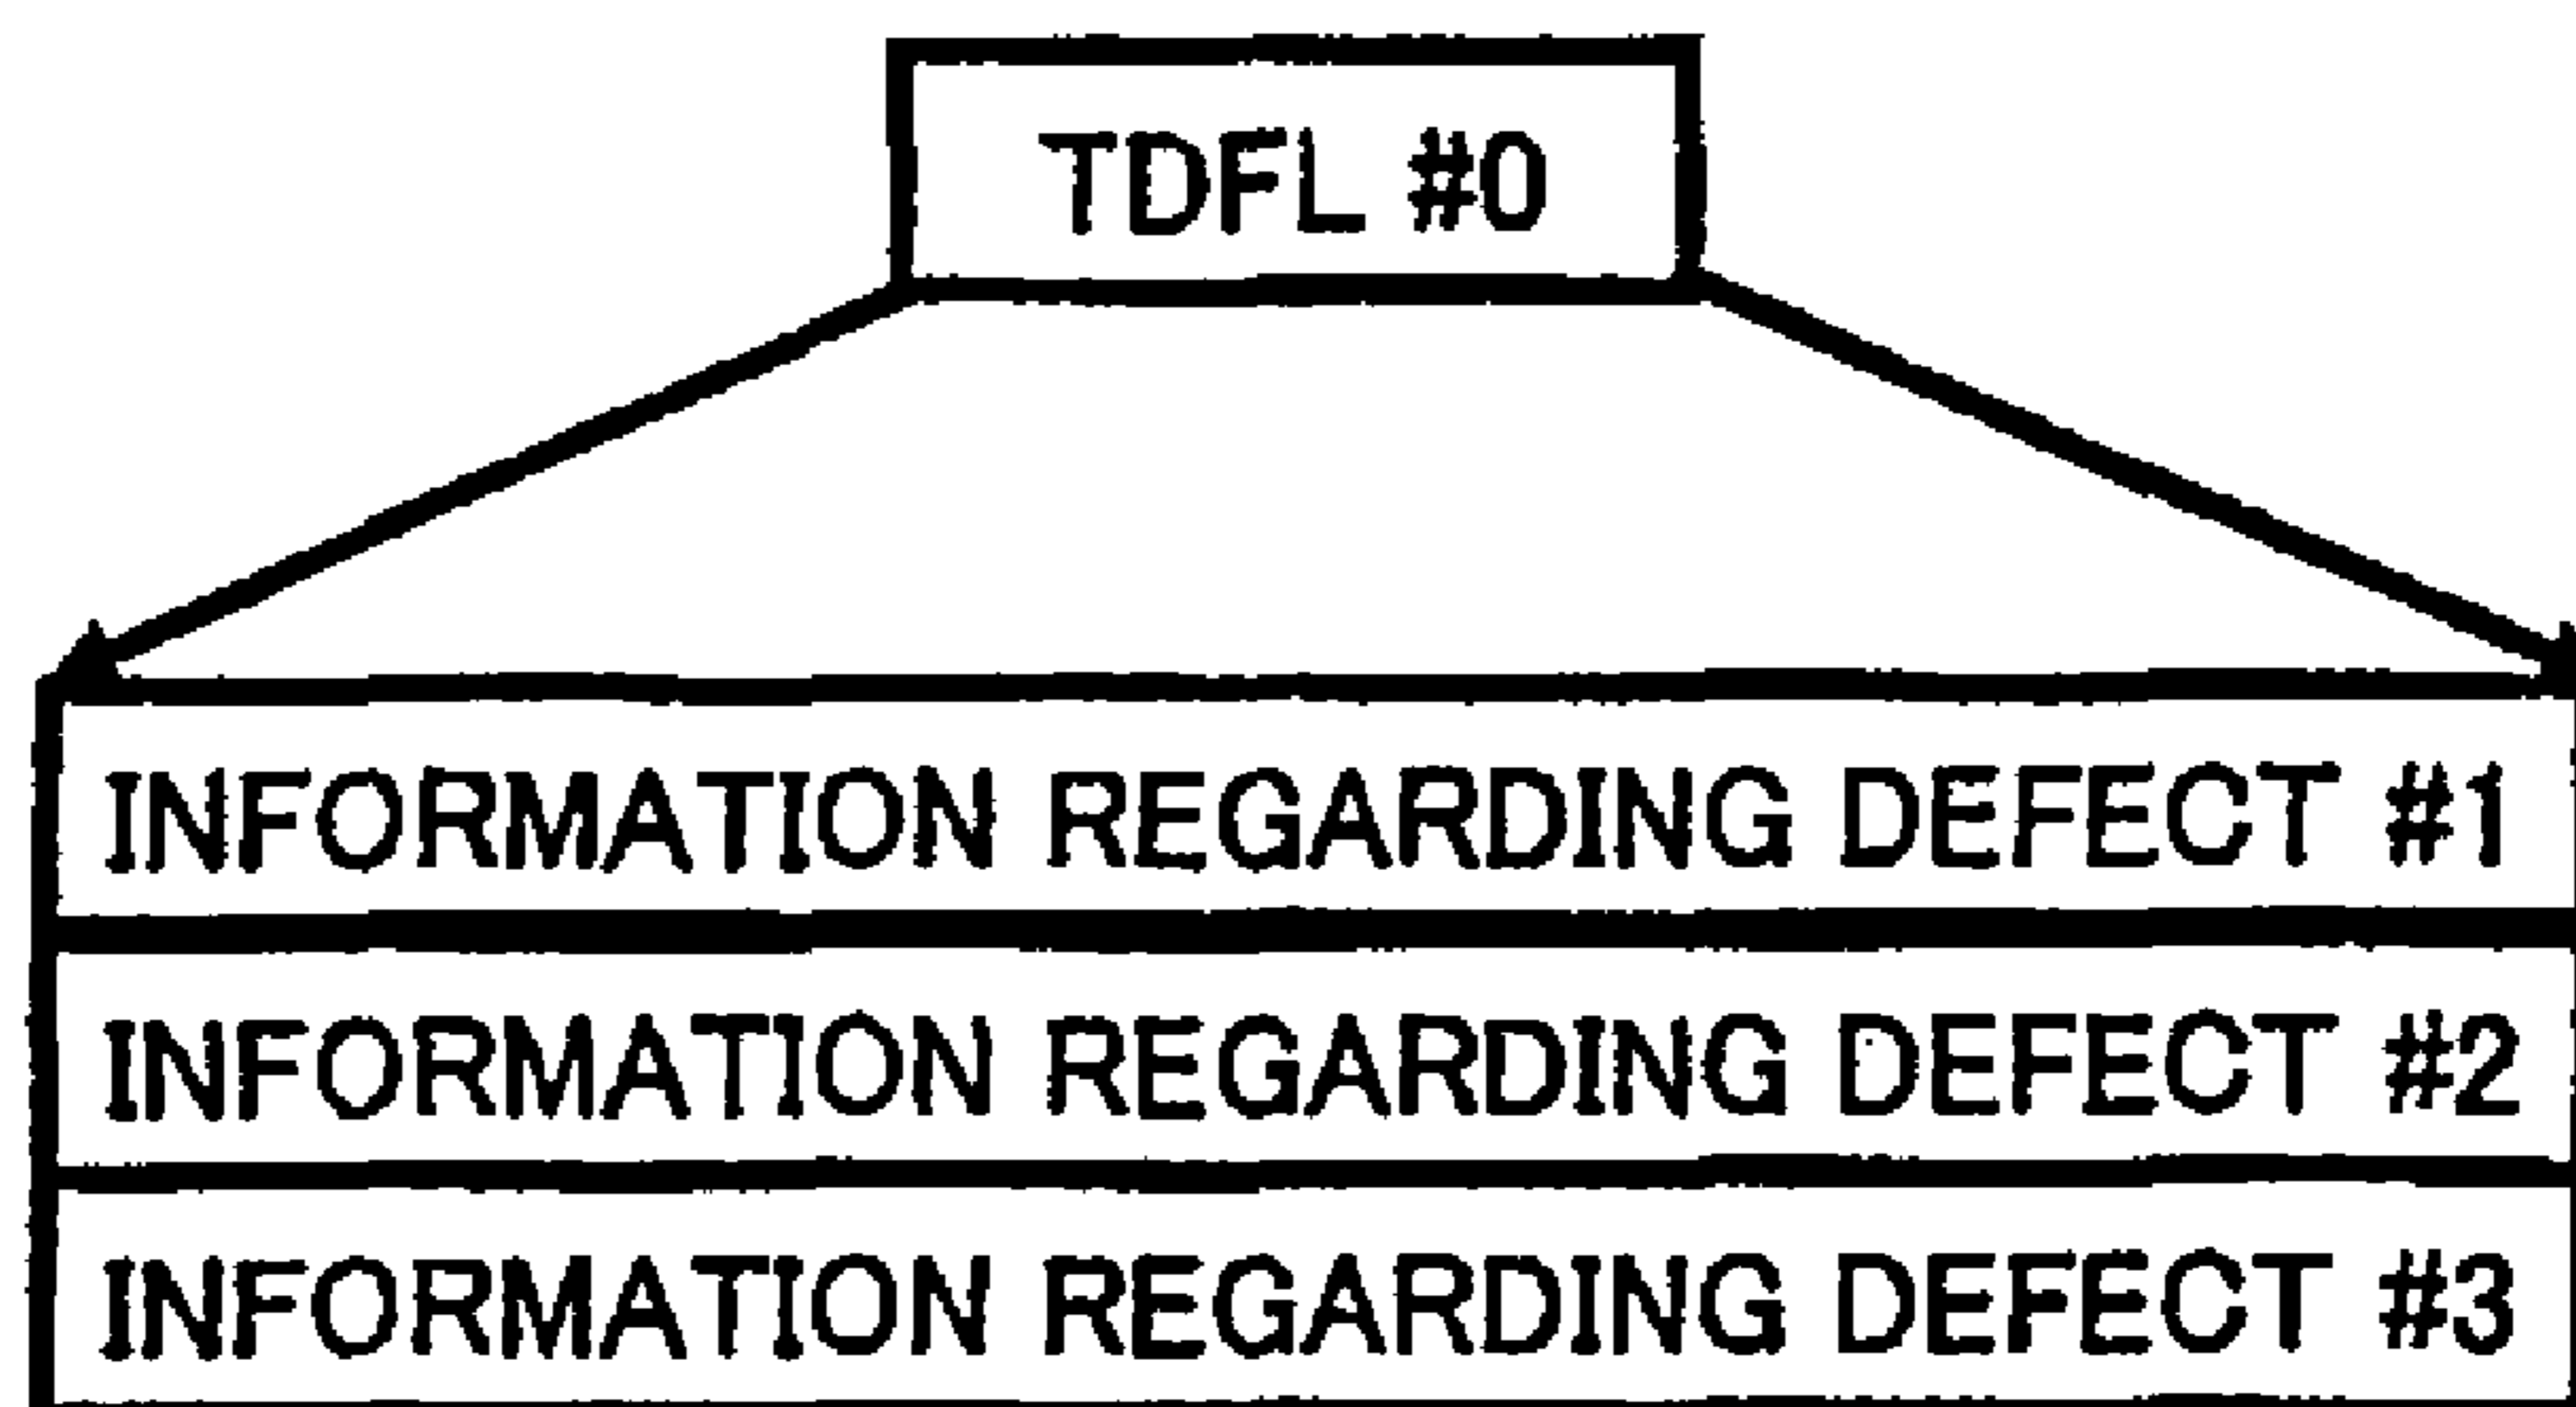 TDFL #0
INFORMATION REGARDING DEFECT #1
INFORMATION REGARDING DEFECT #2
INFORMATION REGARDING DEFECT #3